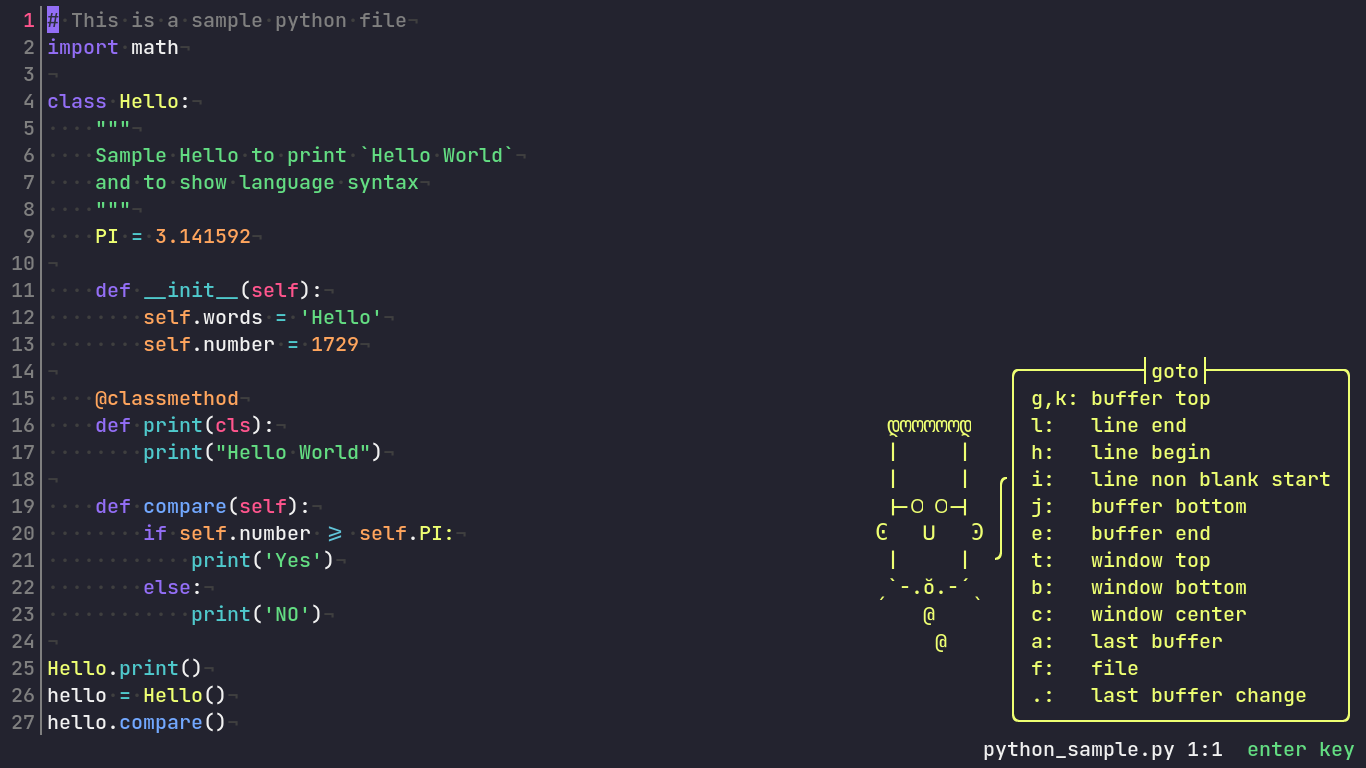 1 # This is a sample python file¬
2 import math¬
3 ¬
4 class Hello:¬
5 ····"""¬
6 ····Sample Hello to print `Hello World`¬
7 ····and to show language syntax¬
8 ····"""¬
9 ····PI = 3.141592¬
10 ¬
11 ····def __init__(self):¬
12 ········self.words = 'Hello'¬
13 ········self.number = 1729¬
14 ¬
15 ····@classmethod¬
16 ····def print(cls):¬
17 ········print("Hello World")¬
18 ¬
19 ····def compare(self):¬
20 ········if self.number ⩾ self.PI:¬
21 ············print('Yes')¬
22 ········else:¬
23 ············print('NO')¬
24 ¬
25 Hello.print()¬
26 hello = Hello()¬
27 hello.compare()¬
goto
g,k: buffer top
l: line end
h: line begin
i: line non blank start
j: buffer bottom
e: buffer end
t: window top
b: window bottom
c: window center
a: last buffer
f: file
.: last buffer change
python_sample.py 1:1 enter key